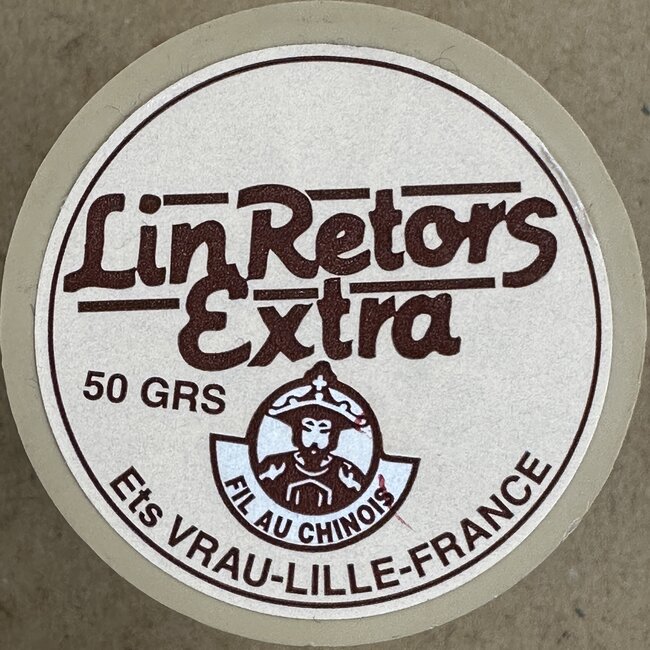 Lin Retors
Extra
50 GRS
FIL AU CHINOIS
Ets VRAU-LILLE-FRANCE